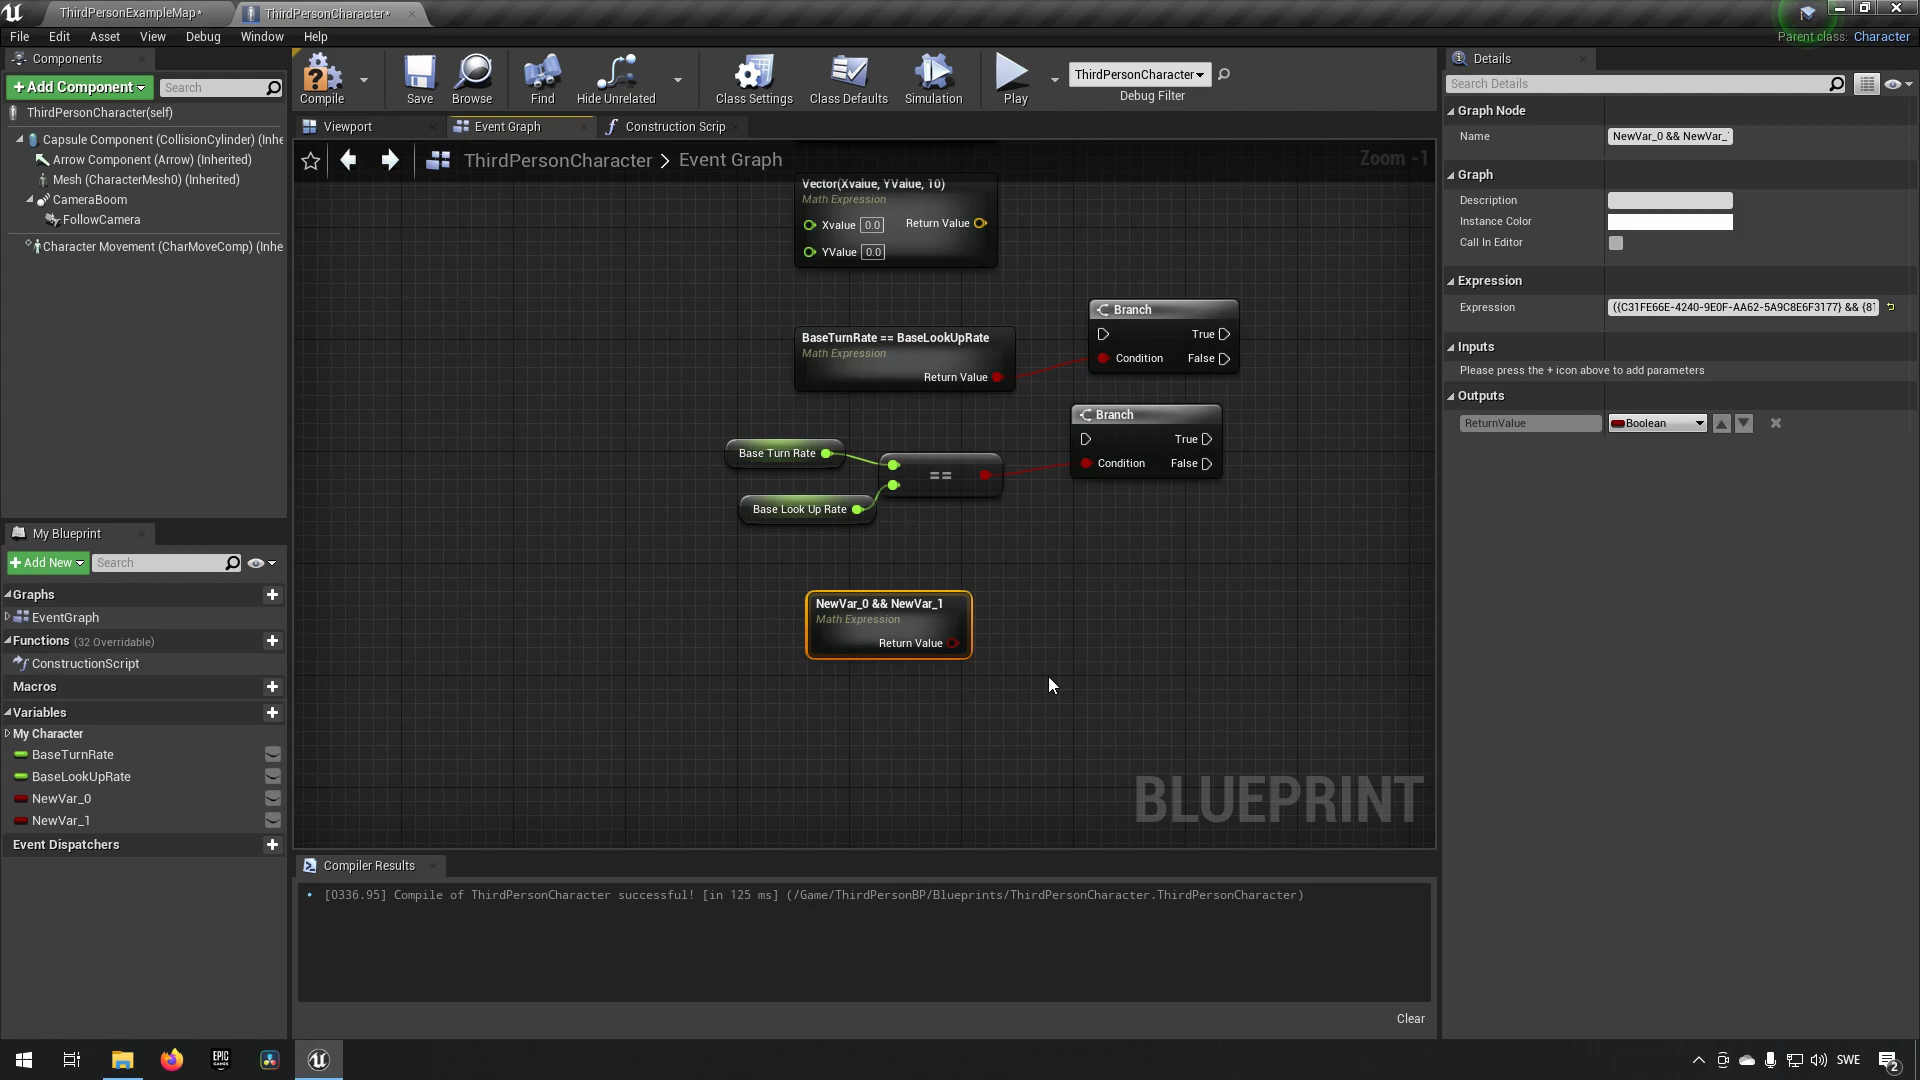 ThirdPersonExampleMap*
ThirdPersonCharacter*
File Edit Asset View Debug Window Help
Parent class: Character
Components
+Add Component
Search
ThirdPersonCharacter(self)
Capsule Component (CollisionCylinder) (Inhe
Arrow Component (Arrow) (Inherited)
Mesh (CharacterMesh0) (Inherited)
CameraBoom
FollowCamera
Character Movement (CharMoveComp) (Inhe
My Blueprint
+Add New
Search
Graphs
EventGraph
Functions (32 Overridable)
ConstructionScript
Macros
Variables
My Character
BaseTurnRate
BaseLookUpRate
NewVar_0
NewVar_1
Event Dispatchers
Compile
Save
Browse
Find
Hide Unrelated
Class Settings
Class Defaults
Simulation
Play
ThirdPersonCharacter
Debug Filter
Viewport
Event Graph
Construction Scrip
ThirdPersonCharacter > Event Graph
Zoom -1
Vector(Xvalue, YValue, 10)
Math Expression
Xvalue 0.0
Return Value
YValue 0.0
BaseTurnRate == BaseLookUpRate
Math Expression
Return Value
Branch
True
Condition
False
Branch
True
Condition
False
Base Turn Rate
==
Base Look Up Rate
NewVar_0 && NewVar_1
Math Expression
Return Value
BLUEPRINT
Compiler Results
[0336.95] Compile of ThirdPersonCharacter successful! [in 125 ms] (/Game/ThirdPersonBP/Blueprints/ThirdPersonCharacter.ThirdPersonCharacter)
Clear
Details
Search Details
Graph Node
Name NewVar_0 && NewVar_
Graph
Description
Instance Color
Call In Editor
Expression
Expression ({C31FE66E-4240-9E0F-AA62-5A9C8E6F3177} && {8
Inputs
Please press the + icon above to add parameters
Outputs
ReturnValue Boolean
EPIC
GAMES
SWE
2